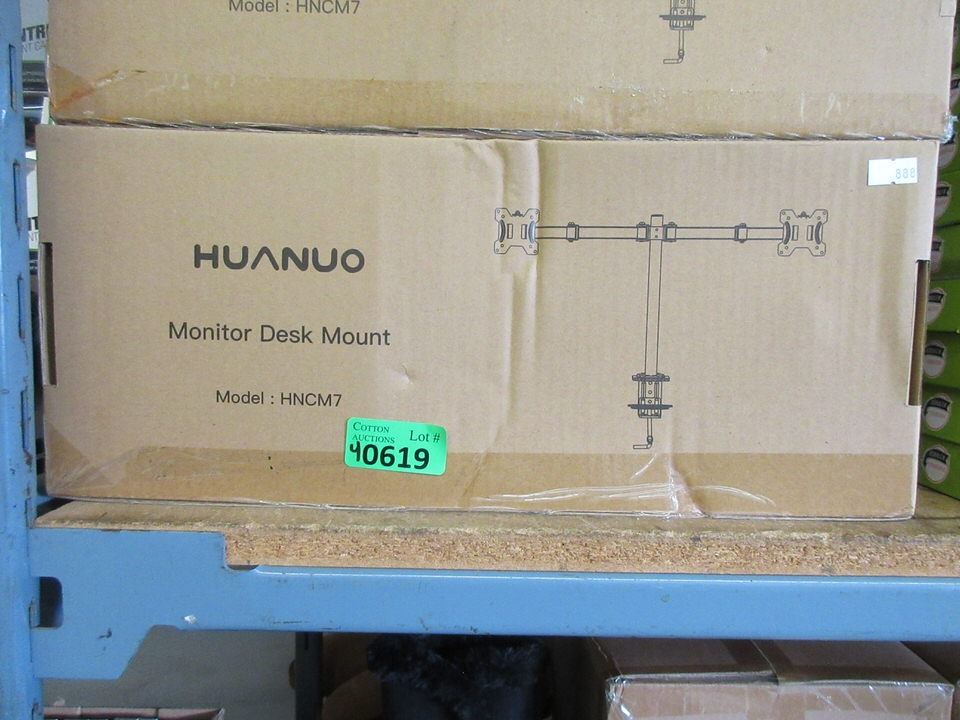 Model : HNCM7
888
HUANUO
Monitor Desk Mount
Model : HNCM7
COTTON
AUCTIONS Lot #
40619